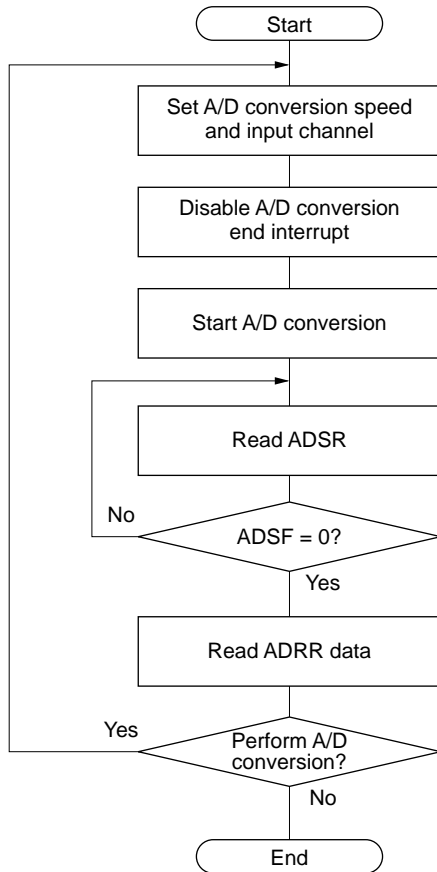 Start
Set A/D conversion speed
and input channel
Disable A/D conversion
end interrupt
Start A/D conversion
Read ADSR
No
ADSF = 0?
Yes
Read ADRR data
Yes
Perform A/D
conversion?
No
End